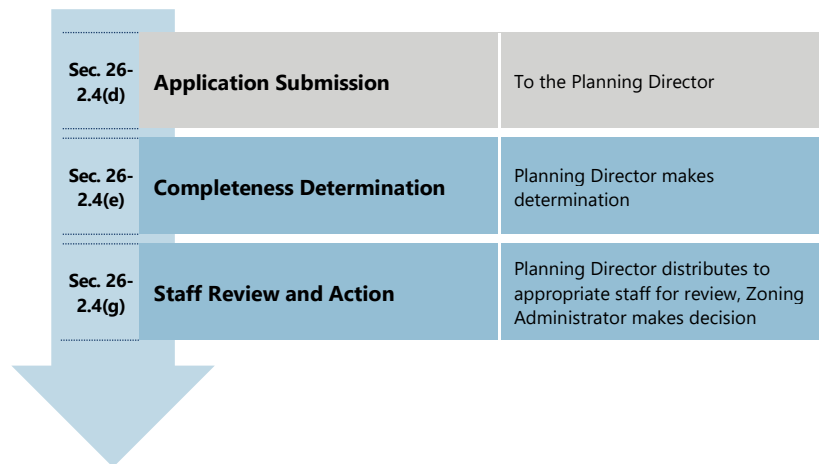 Sec. 26-
2.4(d)
Application Submission
To the Planning Director
Sec. 26-
2.4(e)
Completeness Determination
Planning Director makes
determination
Sec. 26-
2.4(g)
Staff Review and Action
Planning Director distributes to
appropriate staff for review, Zoning
Administrator makes decision